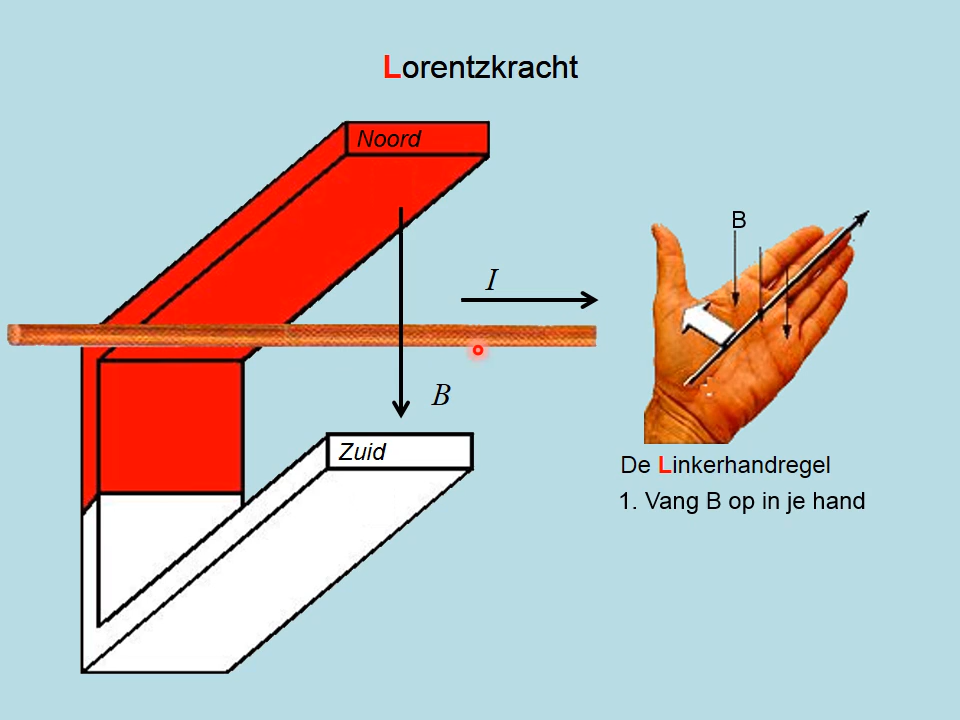 Lorentzkracht
Noord
I
B
B
Zuid
De Linkerhandregel
1. Vang B op in je hand